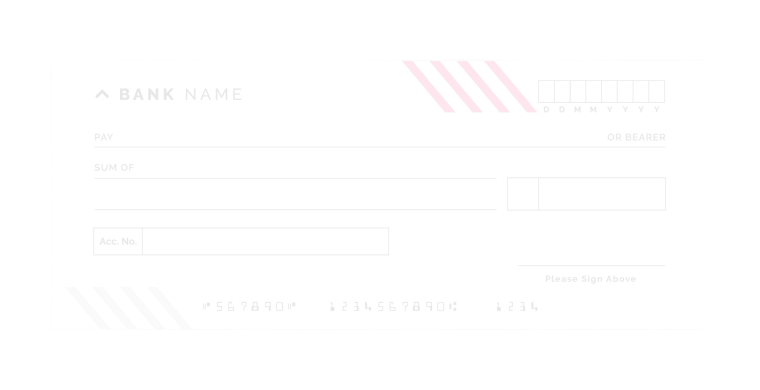 BANK NAME
D D M M Y Y Y Y
PAY OR BEARER
SUM OF
Acc. No.
Please Sign Above
⑈567890⑈ 1234567890⑆ 1234